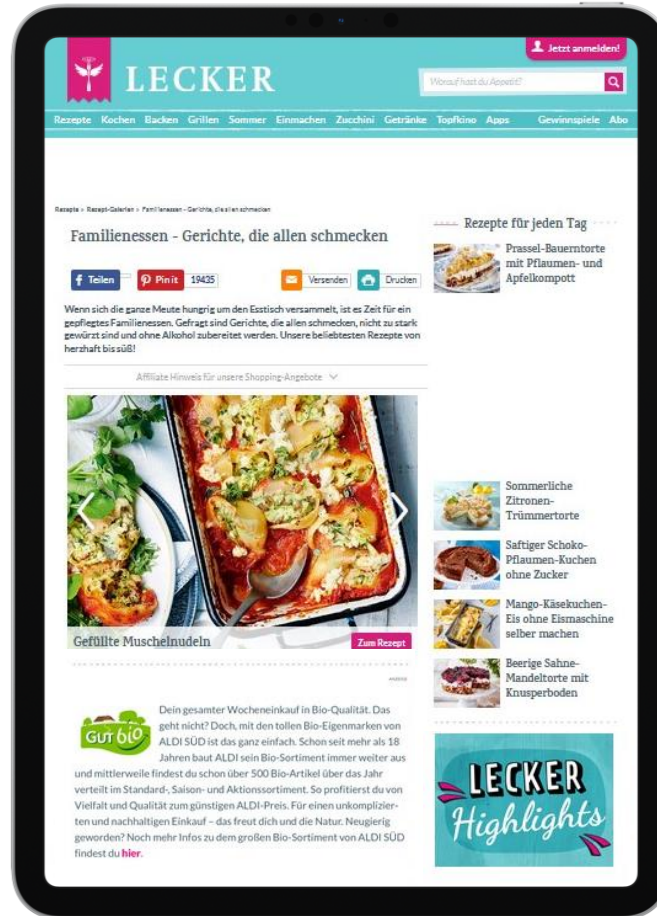 Jetzt anmelden!
LECKER
Worauf hast du Appetit?
Rezepte Kochen Backen Grillen Sommer Einmachen Zucchini Getränke Topfkino Apps Gewinnspiele Abo
Rezepte > Rezept-Galerien > Familienessen - Gerichte, die allen schmecken
Familienessen - Gerichte, die allen schmecken
f Teilen
Pin it 19435
Versenden
Drucken
Wenn sich die ganze Meute hungrig um den Esstisch versammelt, ist es Zeit für ein
gepflegtes Familienessen. Gefragt sind Gerichte, die allen schmecken, nicht zu stark
gewürzt sind und ohne Alkohol zubereitet werden. Unsere beliebtesten Rezepte von
herzhaft bis süß!
Affiliate Hinweis für unsere Shopping-Angebote
Gefüllte Muschelnudeln
Zum Rezept
ANZEIGE
GUT bio
Dein gesamter Wocheneinkauf in Bio-Qualität. Das
geht nicht? Doch, mit den tollen Bio-Eigenmarken von
ALDI SÜD ist das ganz einfach. Schon seit mehr als 18
Jahren baut ALDI sein Bio-Sortiment immer weiter aus
und mittlerweile findest du schon über 500 Bio-Artikel über das Jahr
verteilt im Standard-, Saison- und Aktionssortiment. So profitierst du von
Vielfalt und Qualität zum günstigen ALDI-Preis. Für einen unkomplizier-
ten und nachhaltigen Einkauf – das freut dich und die Natur. Neugierig
geworden? Noch mehr Infos zu dem großen Bio-Sortiment von ALDI SÜD
findest du hier.
Rezepte für jeden Tag
Prassel-Bauerntorte
mit Pflaumen- und
Apfelkompott
Sommerliche
Zitronen-
Trümmertorte
Saftiger Schoko-
Pflaumen-Kuchen
ohne Zucker
Mango-Käsekuchen-
Eis ohne Eismaschine
selber machen
Beerige Sahne-
Mandeltorte mit
Knusperboden
LECKER
Highlights